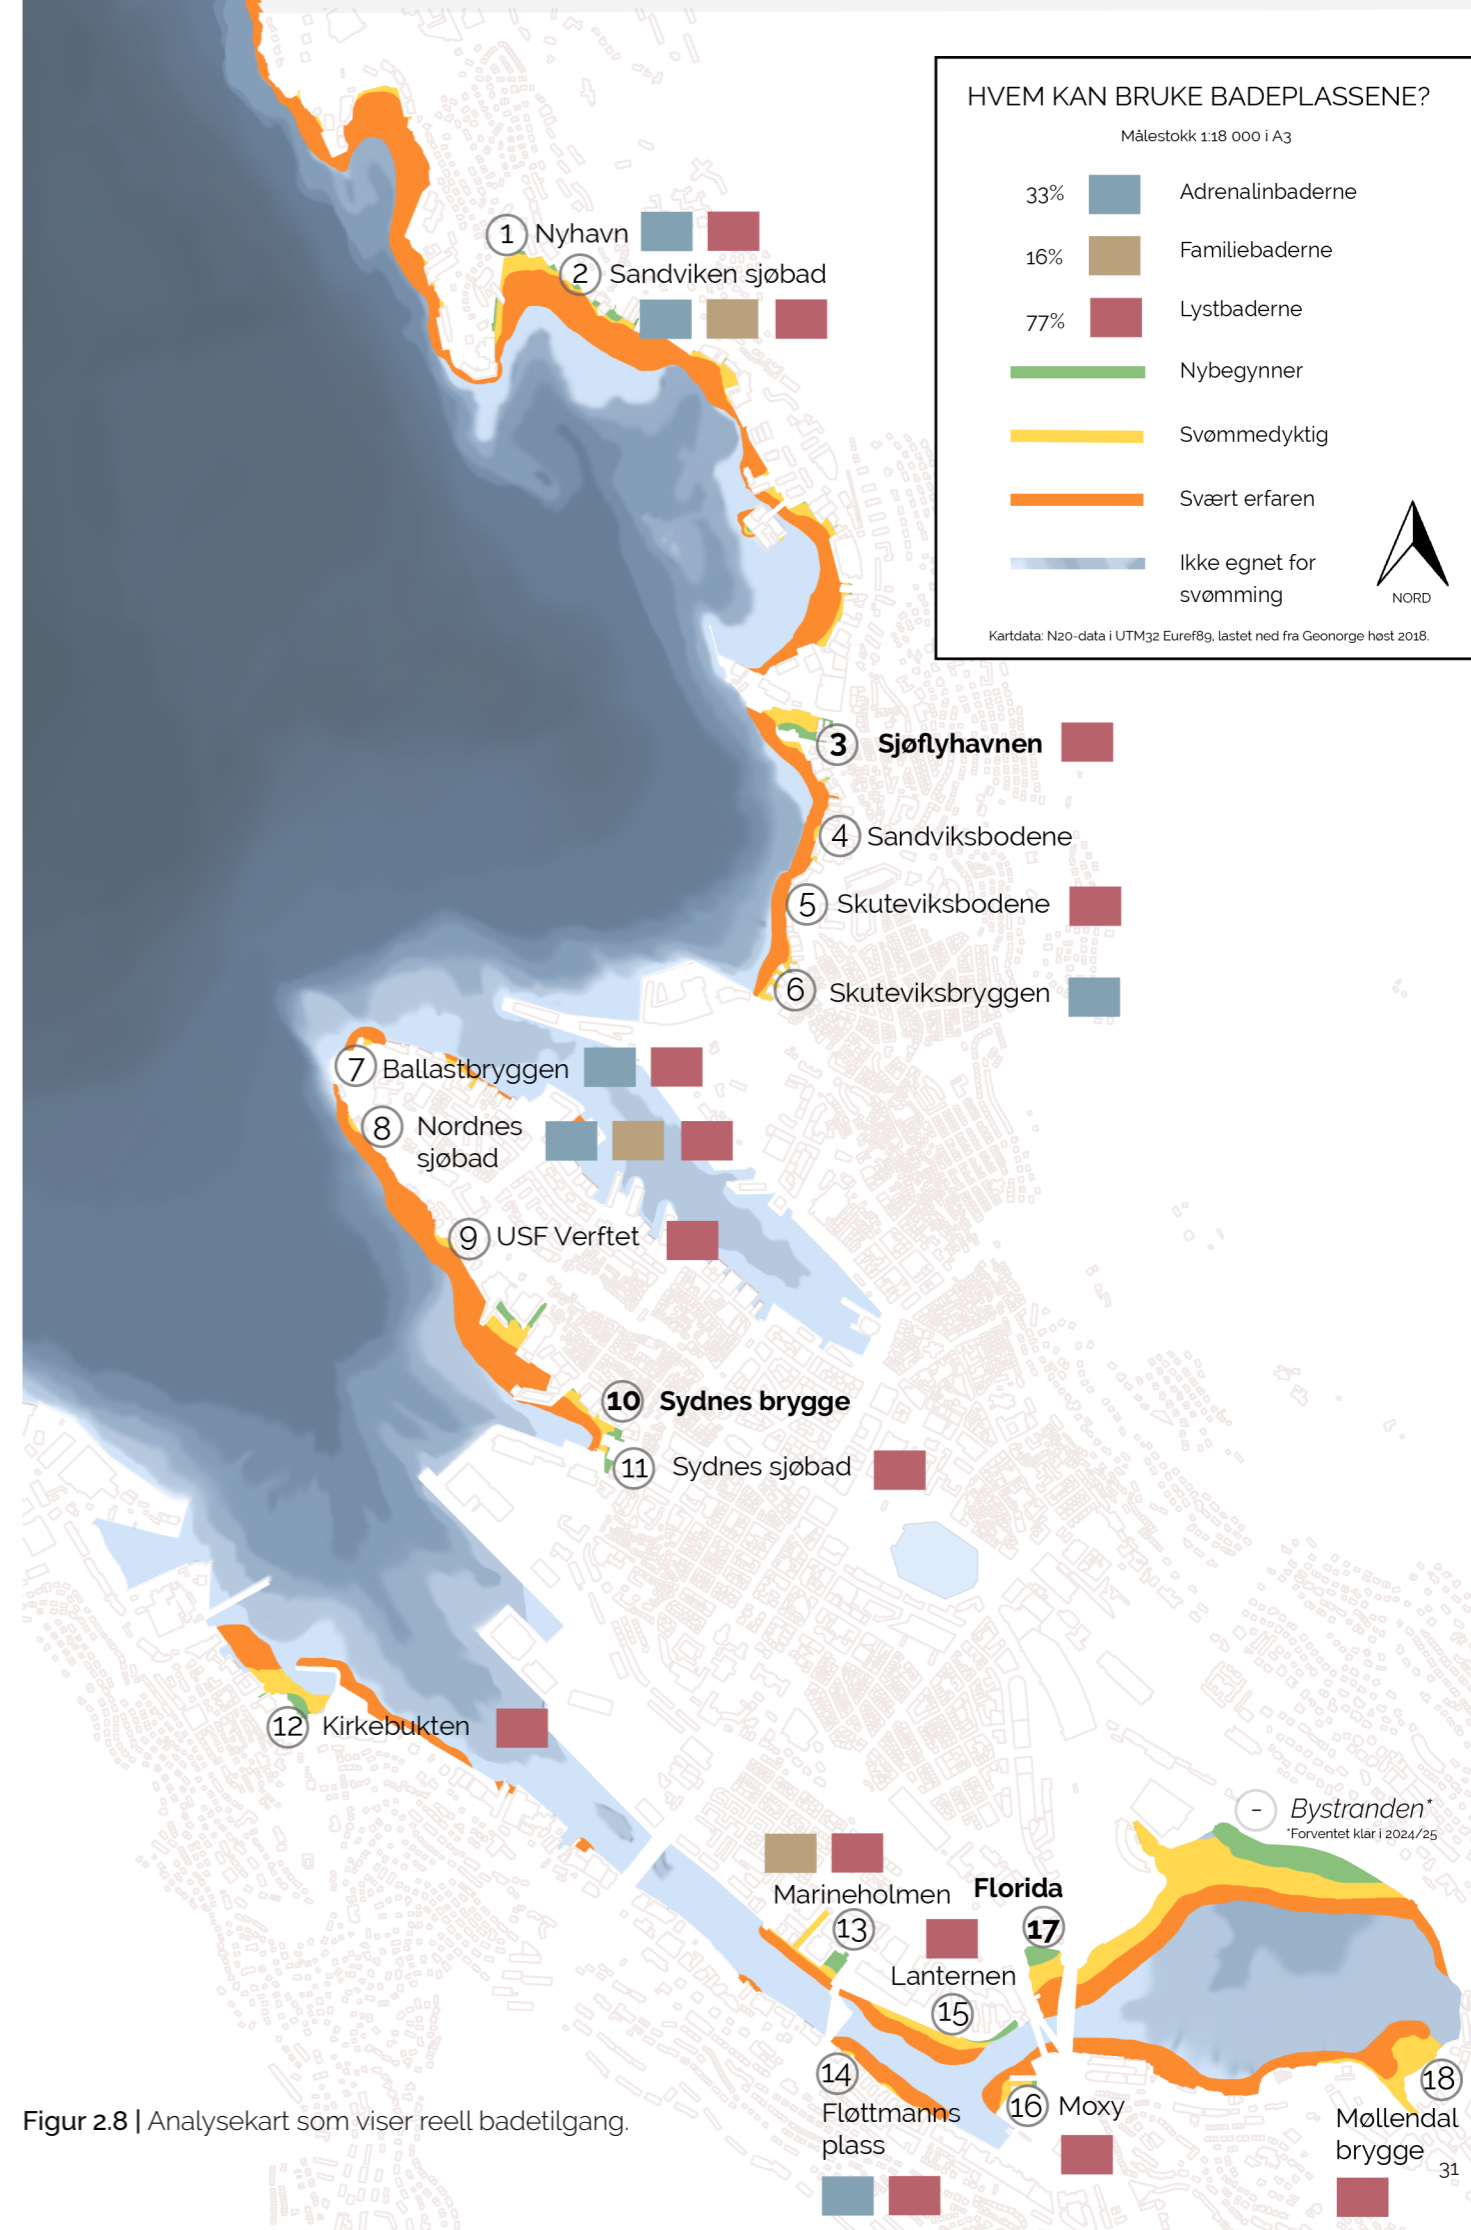 HVEM KAN BRUKE BADEPLASSENE?
Målestokk 1:18 000 i A3
33% Adrenalinbaderne
16% Familiebaderne
77% Lystbaderne
Nybegynner
Svømmedyktig
Svært erfaren
Ikke egnet for
svømming
NORD
Kartdata: N20-data i UTM32 Euref89, lastet ned fra Geonorge høst 2018.
1 Nyhavn
2 Sandviken sjøbad
3 Sjøflyhavnen
4 Sandviksbodene
5 Skuteviksbodene
6 Skuteviksbryggen
7 Ballastbryggen
8 Nordnes
sjøbad
9 USF Verftet
10 Sydnes brygge
11 Sydnes sjøbad
12 Kirkebukten
- Bystranden*
*Forventet klar i 2024/25
Marineholmen
13
Florida
17
Lanternen
15
14
Fløttmanns
plass
16 Moxy
18
Møllendal
brygge
Figur 2.8 | Analysekart som viser reell badetilgang.
31